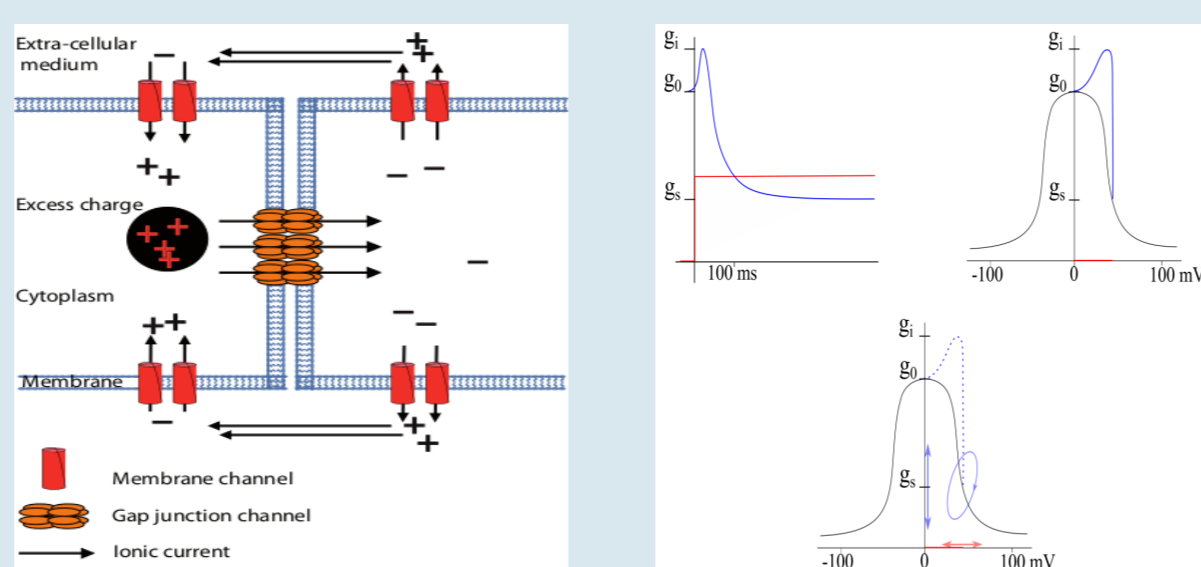 Extra-cellular
medium
Excess charge
Cytoplasm
Membrane
Membrane channel
Gap junction channel
Ionic current
gi
g0
gs
100 ms
gi
g0
gs
-100
0
100 mV
gi
g0
gs
-100
0
100 mV